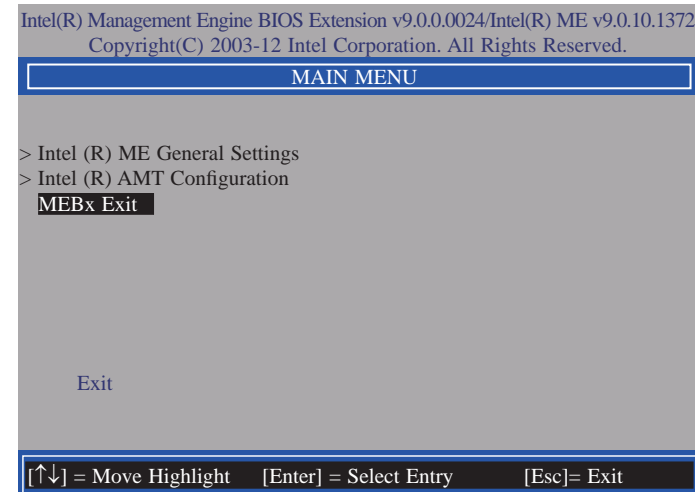 Intel(R) Management Engine BIOS Extension v9.0.0.0024/Intel(R) ME v9.0.10.1372
Copyright(C) 2003-12 Intel Corporation. All Rights Reserved.
MAIN MENU
> Intel (R) ME General Settings
> Intel (R) AMT Configuration
MEBx Exit
Exit
[↑↓] = Move Highlight [Enter] = Select Entry [Esc]= Exit